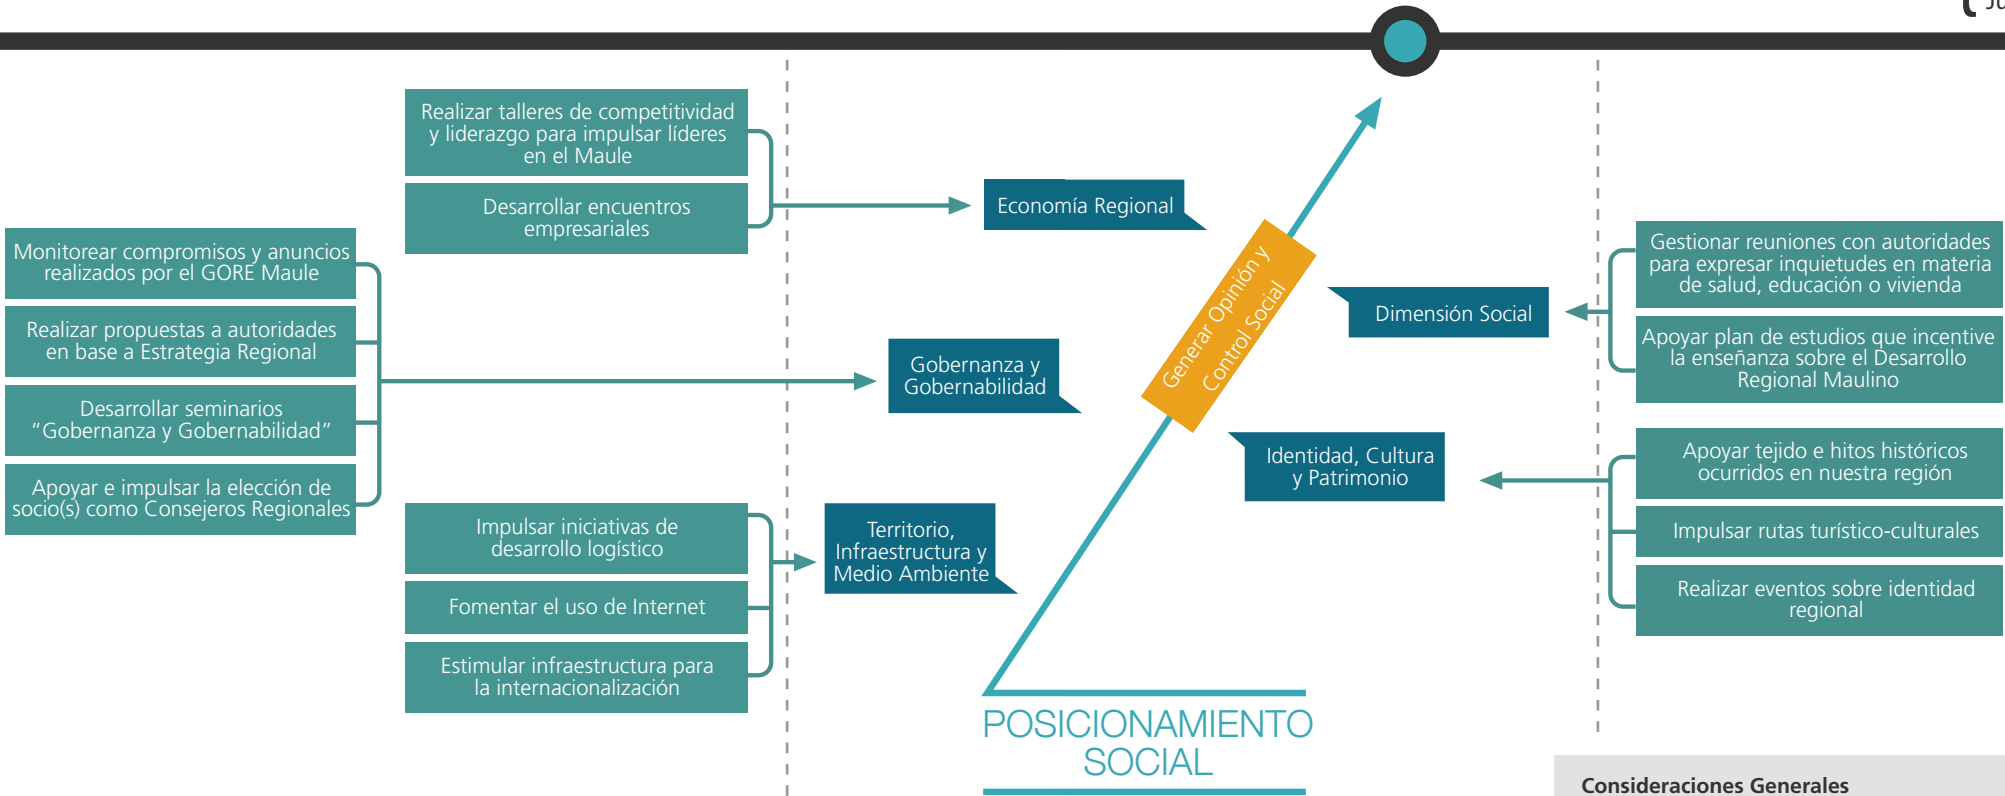 Realizar talleres de competitividad
y liderazgo para impulsar líderes
en el Maule
Desarrollar encuentros
empresariales
Economía Regional
Monitorear compromisos y anuncios
realizados por el GORE Maule
Realizar propuestas a autoridades
en base a Estrategia Regional
Desarrollar seminarios
“Gobernanza y Gobernabilidad”
Apoyar e impulsar la elección de
socio(s) como Consejeros Regionales
Gobernanza y
Gobernabilidad
Impulsar iniciativas de
desarrollo logístico
Fomentar el uso de Internet
Estimular infraestructura para
la internacionalización
Territorio,
Infraestructura y
Medio Ambiente
Generar Opinión y
Control Social
Dimensión Social
Gestionar reuniones con autoridades
para expresar inquietudes en materia
de salud, educación o vivienda
Apoyar plan de estudios que incentive
la enseñanza sobre el Desarrollo
Regional Maulino
Identidad, Cultura
y Patrimonio
Apoyar tejido e hitos históricos
ocurridos en nuestra región
Impulsar rutas turístico-culturales
Realizar eventos sobre identidad
regional
POSICIONAMIENTO
SOCIAL
Consideraciones Generales